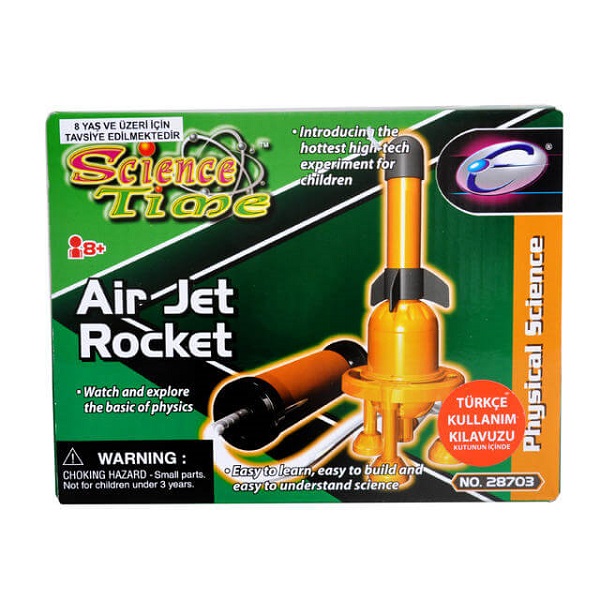 8 YAŞ VE ÜZERİ İÇİN
TAVSİYE EDİLMEKTEDİR
Science
Time™
8+
• Introducing the
hottest high-tech
experiment for
children
®
Physical Science
Air Jet
Rocket
• Watch and explore
the basic of physics
TÜRKÇE
KULLANIM
KILAVUZU
KUTUNUN İÇİNDE
WARNING :
CHOKING HAZARD - Small parts.
Not for children under 3 years.
• Easy to learn, easy to build and
easy to understand science
NO. 28703